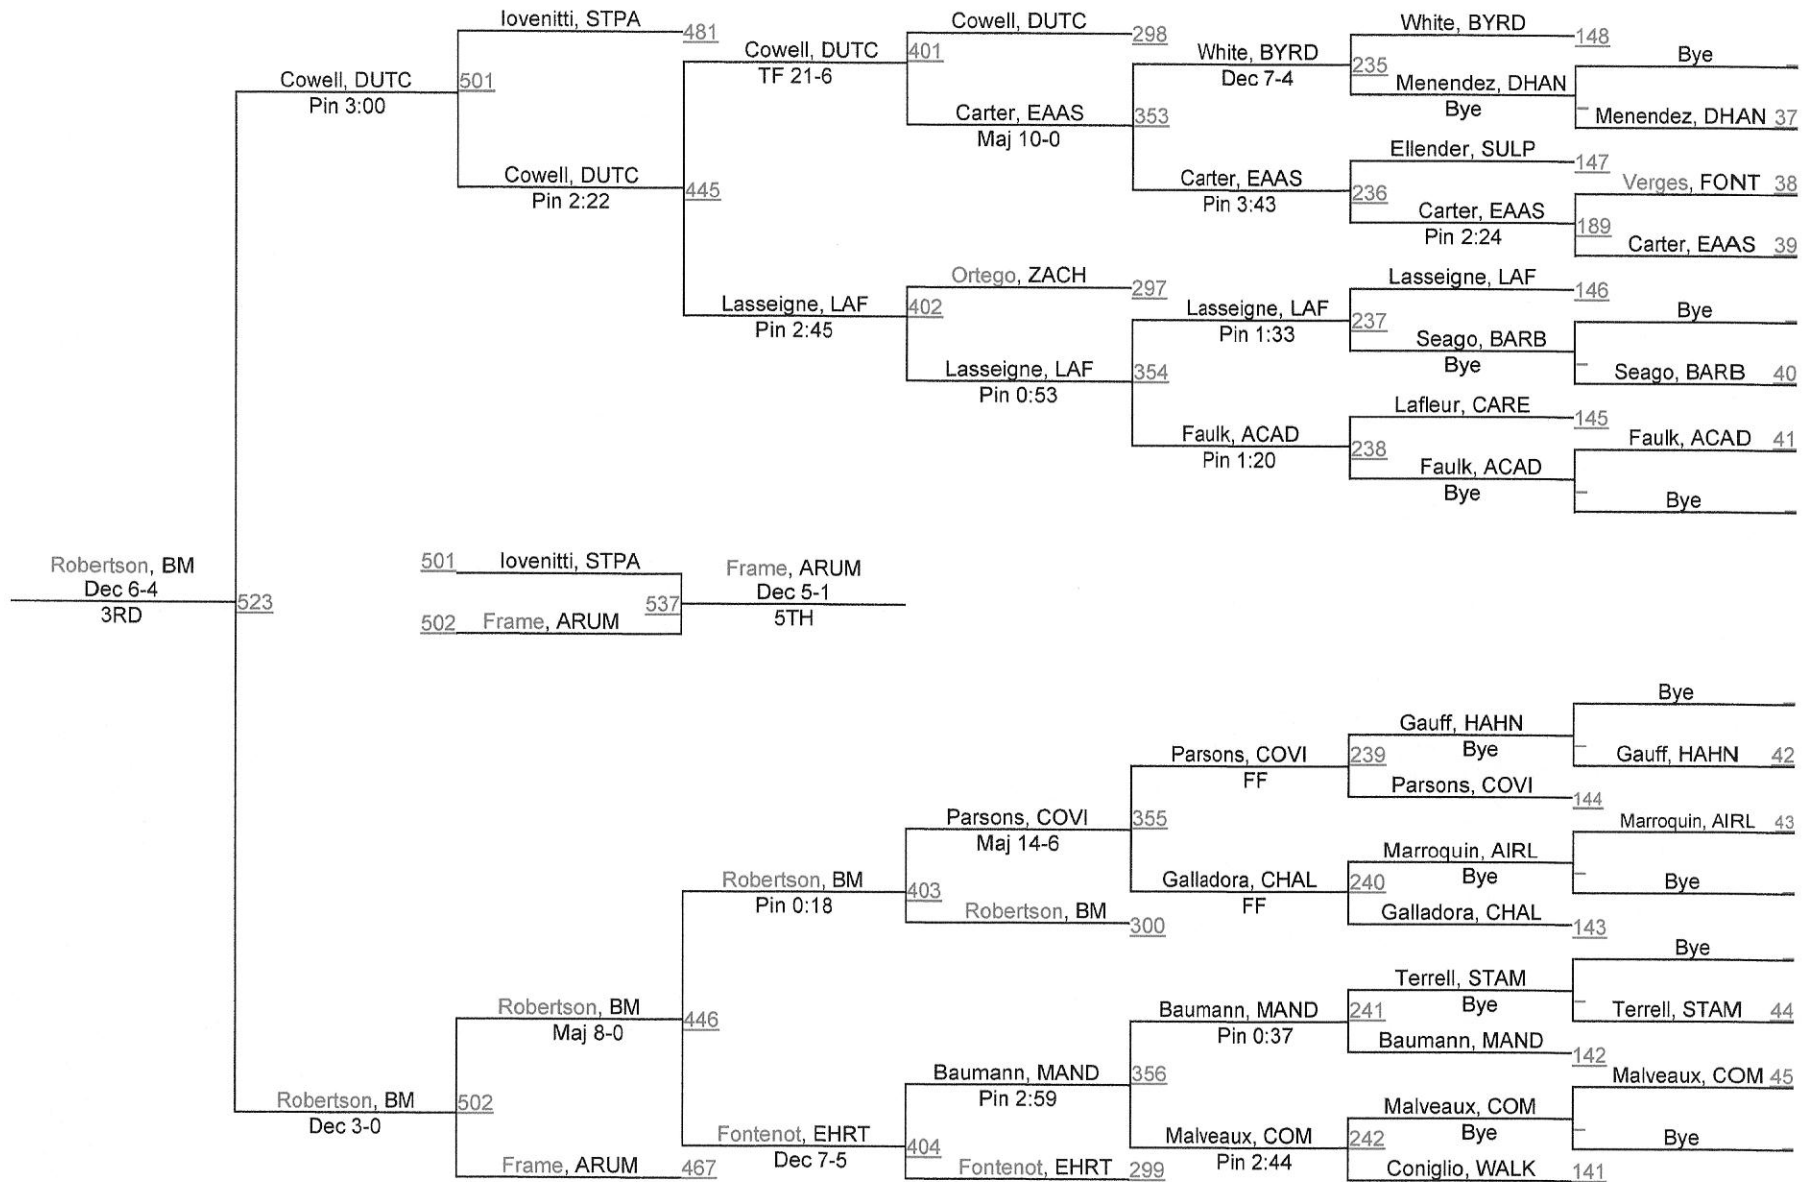 Iovenitti, STPA
481
Cowell, DUTC
Pin 3:00
501
Cowell, DUTC
Pin 2:22
Cowell, DUTC
TF 21-6
445
Lasseigne, LAF
Pin 2:45
Cowell, DUTC
298
401
Carter, EAAS
Maj 10-0
White, BYRD
Dec 7-4
353
Carter, EAAS
Pin 3:43
White, BYRD
148
235
Menendez, DHAN
Bye
Bye
Menendez, DHAN 37
Ellender, SULP
147
236
Carter, EAAS
Pin 2:24
Verges, FONT 38
189
Carter, EAAS 39
Ortego, ZACH
297
402
Lasseigne, LAF
Pin 0:53
Lasseigne, LAF
Pin 1:33
354
Faulk, ACAD
Pin 1:20
Lasseigne, LAF
146
237
Seago, BARB
Bye
Bye
Seago, BARB 40
Lafleur, CARE
145
238
Faulk, ACAD
Bye
Faulk, ACAD 41
Bye
Robertson, BM
Dec 6-4
3RD
523
501 Iovenitti, STPA
502 Frame, ARUM
537
Frame, ARUM
Dec 5-1
5TH
Robertson, BM
Dec 3-0
502
Robertson, BM
Maj 8-0
Frame, ARUM 467
446
Robertson, BM
Pin 0:18
Fontenot, EHRT
Dec 7-5
403
Parsons, COVI
Maj 14-6
Robertson, BM
300
355
Parsons, COVI
FF
Galladora, CHAL
FF
239
Gauff, HAHN
Bye
Parsons, COVI
144
Bye
Gauff, HAHN 42
240
Marroquin, AIRL
Bye
Galladora, CHAL
143
Marroquin, AIRL 43
Bye
404
Baumann, MAND
Pin 2:59
Fontenot, EHRT 299
356
Baumann, MAND
Pin 0:37
Malveaux, COM
Pin 2:44
241
Terrell, STAM
Bye
Baumann, MAND
142
Bye
Terrell, STAM 44
242
Malveaux, COM
Bye
Coniglio, WALK 141
Malveaux, COM 45
Bye